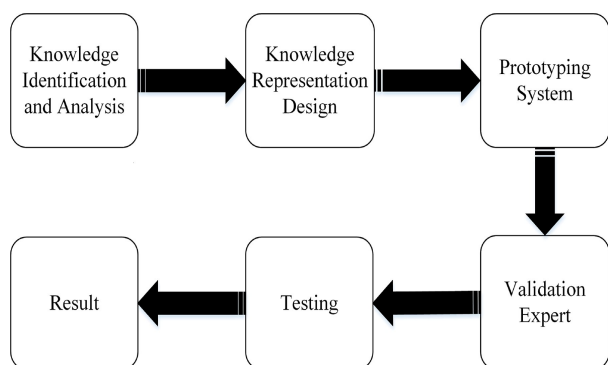 Knowledge
Identification
and Analysis
Knowledge
Representation
Design
Prototyping
System
Validation
Expert
Testing
Result